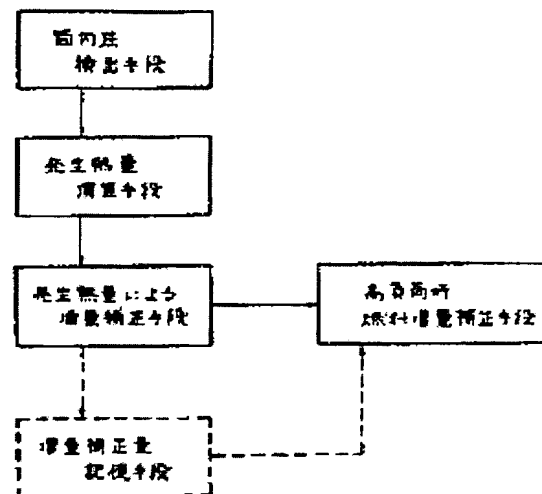 筒内圧
検出手段
発生熱量
演算手段
発生熱量による
増量補正手段
高負荷時
燃料増量補正手段
増量補正量
記憶手段